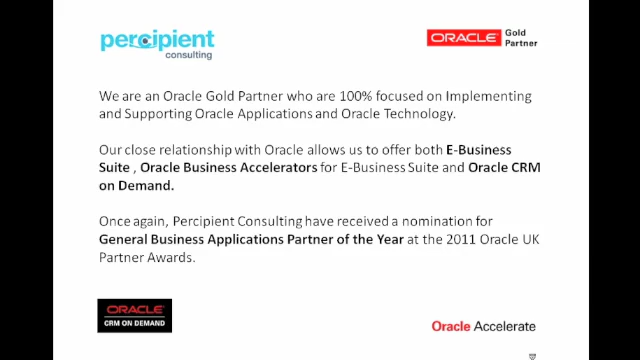 percipient
consulting
ORACLE Gold
Partner
We are an Oracle Gold Partner who are 100% focused on Implementing
and Supporting Oracle Applications and Oracle Technology.
Our close relationship with Oracle allows us to offer both E-Business
Suite , Oracle Business Accelerators for E-Business Suite and Oracle CRM
on Demand.
Once again, Percipient Consulting have received a nomination for
General Business Applications Partner of the Year at the 2011 Oracle UK
Partner Awards.
ORACLE
CRM ON DEMAND
Oracle Accelerate